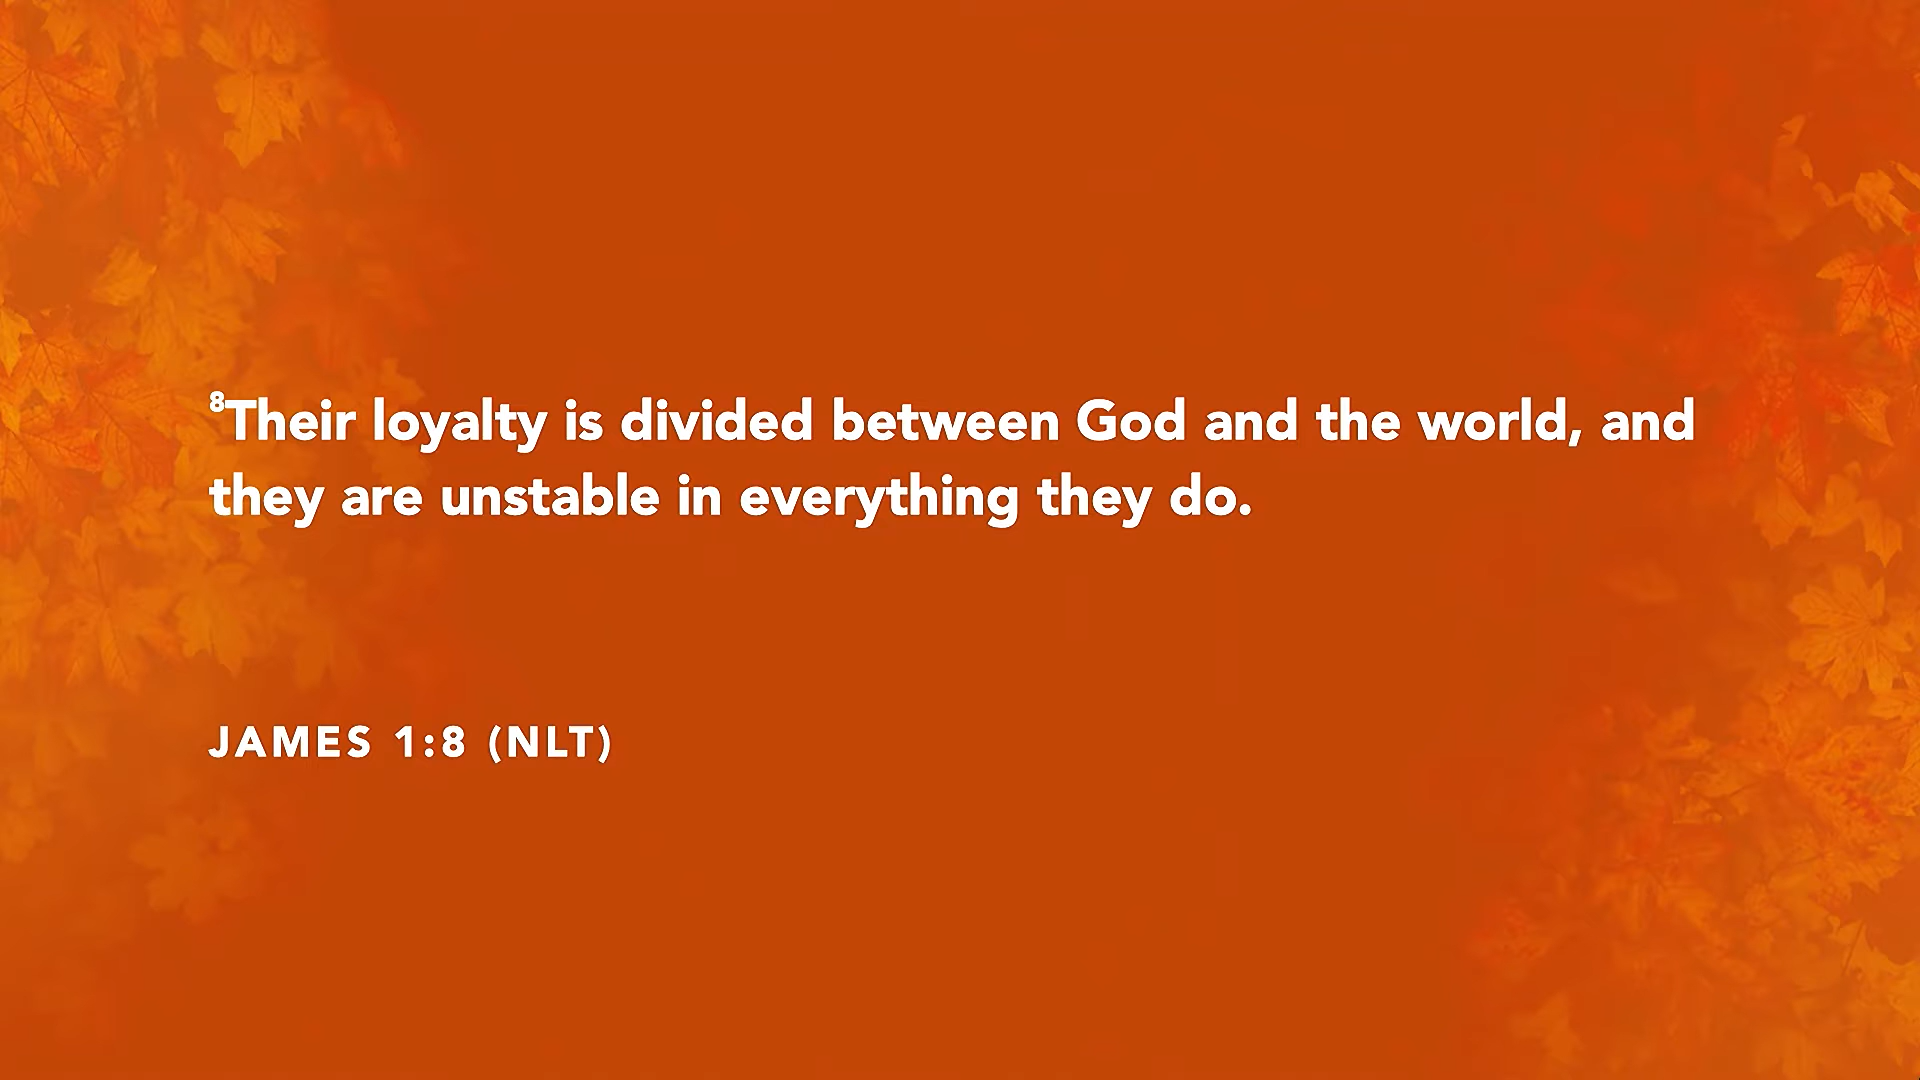 ⁸Their loyalty is divided between God and the world, and
they are unstable in everything they do.
JAMES 1:8 (NLT)